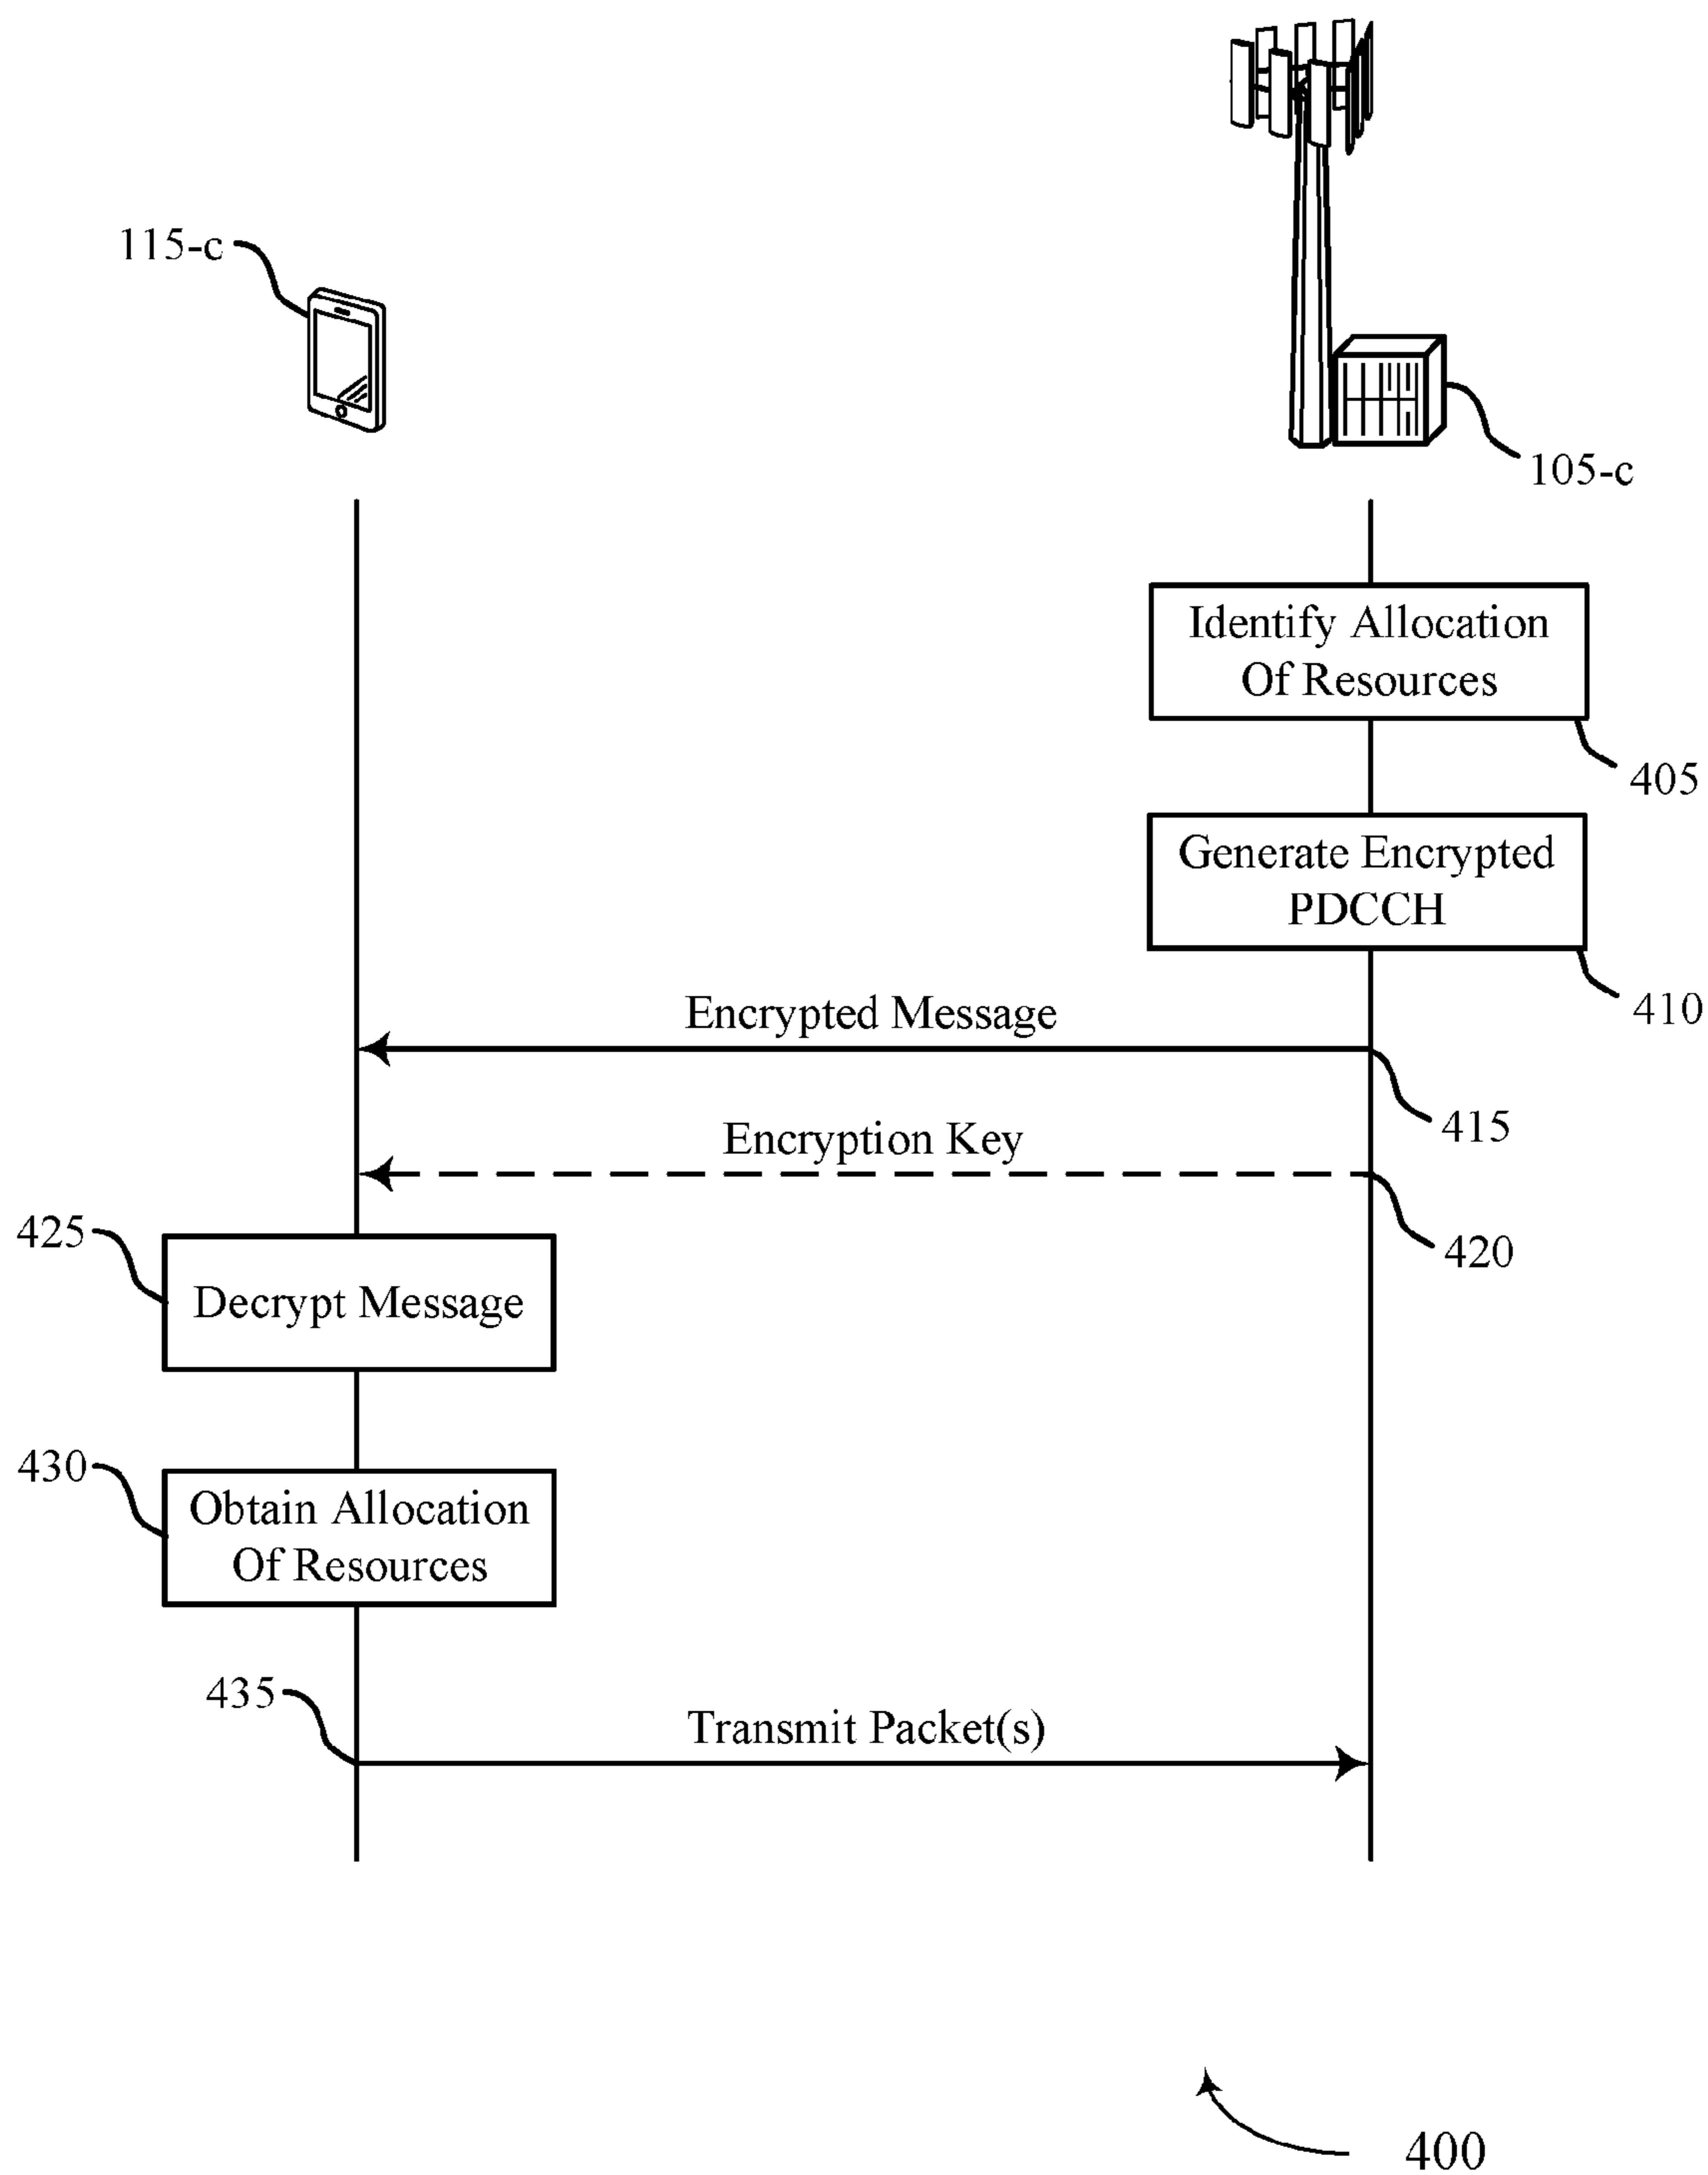 115-c
105-c
Identify Allocation
Of Resources
405
Generate Encrypted
PDCCH
410
Encrypted Message
415
Encryption Key
420
425
Decrypt Message
430
Obtain Allocation
Of Resources
435
Transmit Packet(s)
400